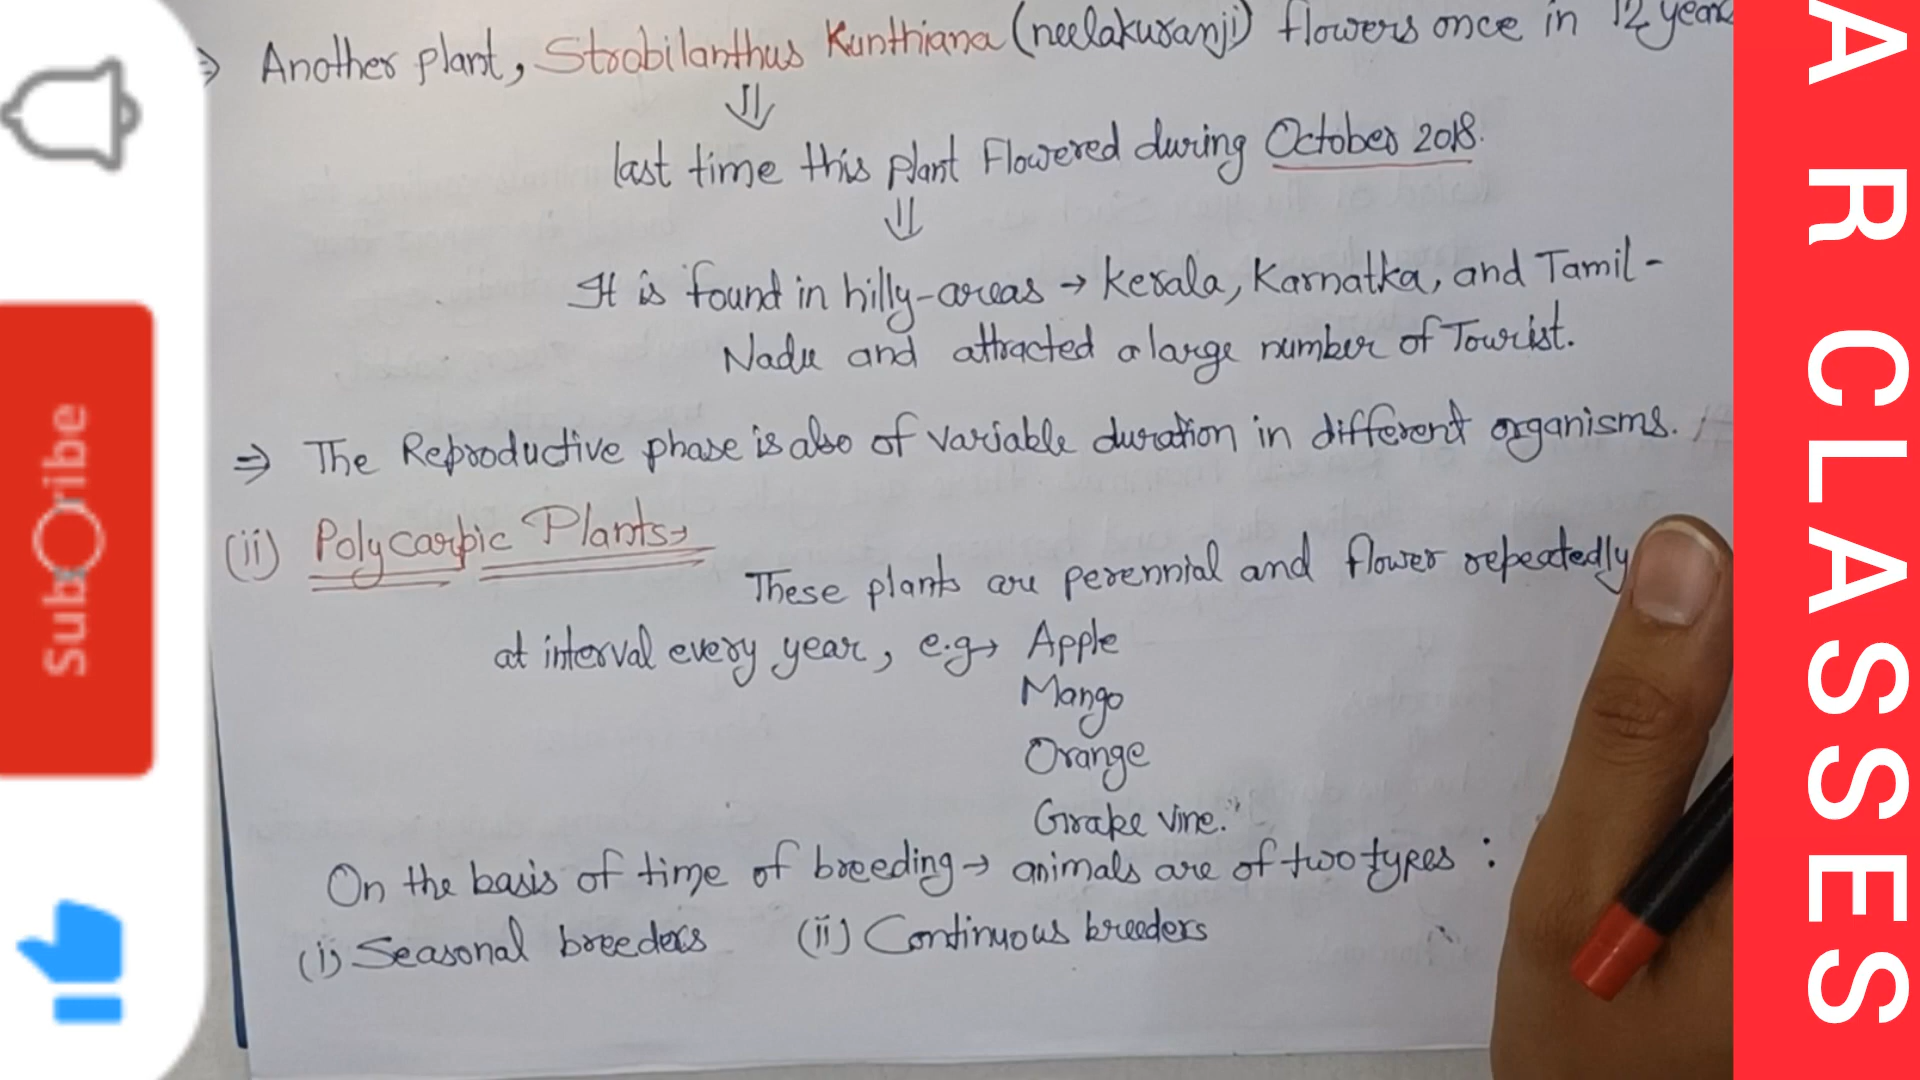 ⇒ Another plant, Strobilanthus Kunthiana (neelakuranji) flowers once in 12 years
⇓
last time this plant Flowered during October 2018.
⇓
It is found in hilly-areas → Kerala, Karnatka, and Tamil-
Nadu and attracted a large number of Tourist.
⇒ The Reproductive phase is also of variable duration in different organisms.
(ii) Polycarpic Plants→
These plants are perennial and flower repeatedly
at interval every year, e.g→ Apple
Mango
Orange
Grape vine.
On the basis of time of breeding → animals are of two types :
(i) Seasonal breeders (ii) Continuous breeders
Subscribe
A R CLASSES